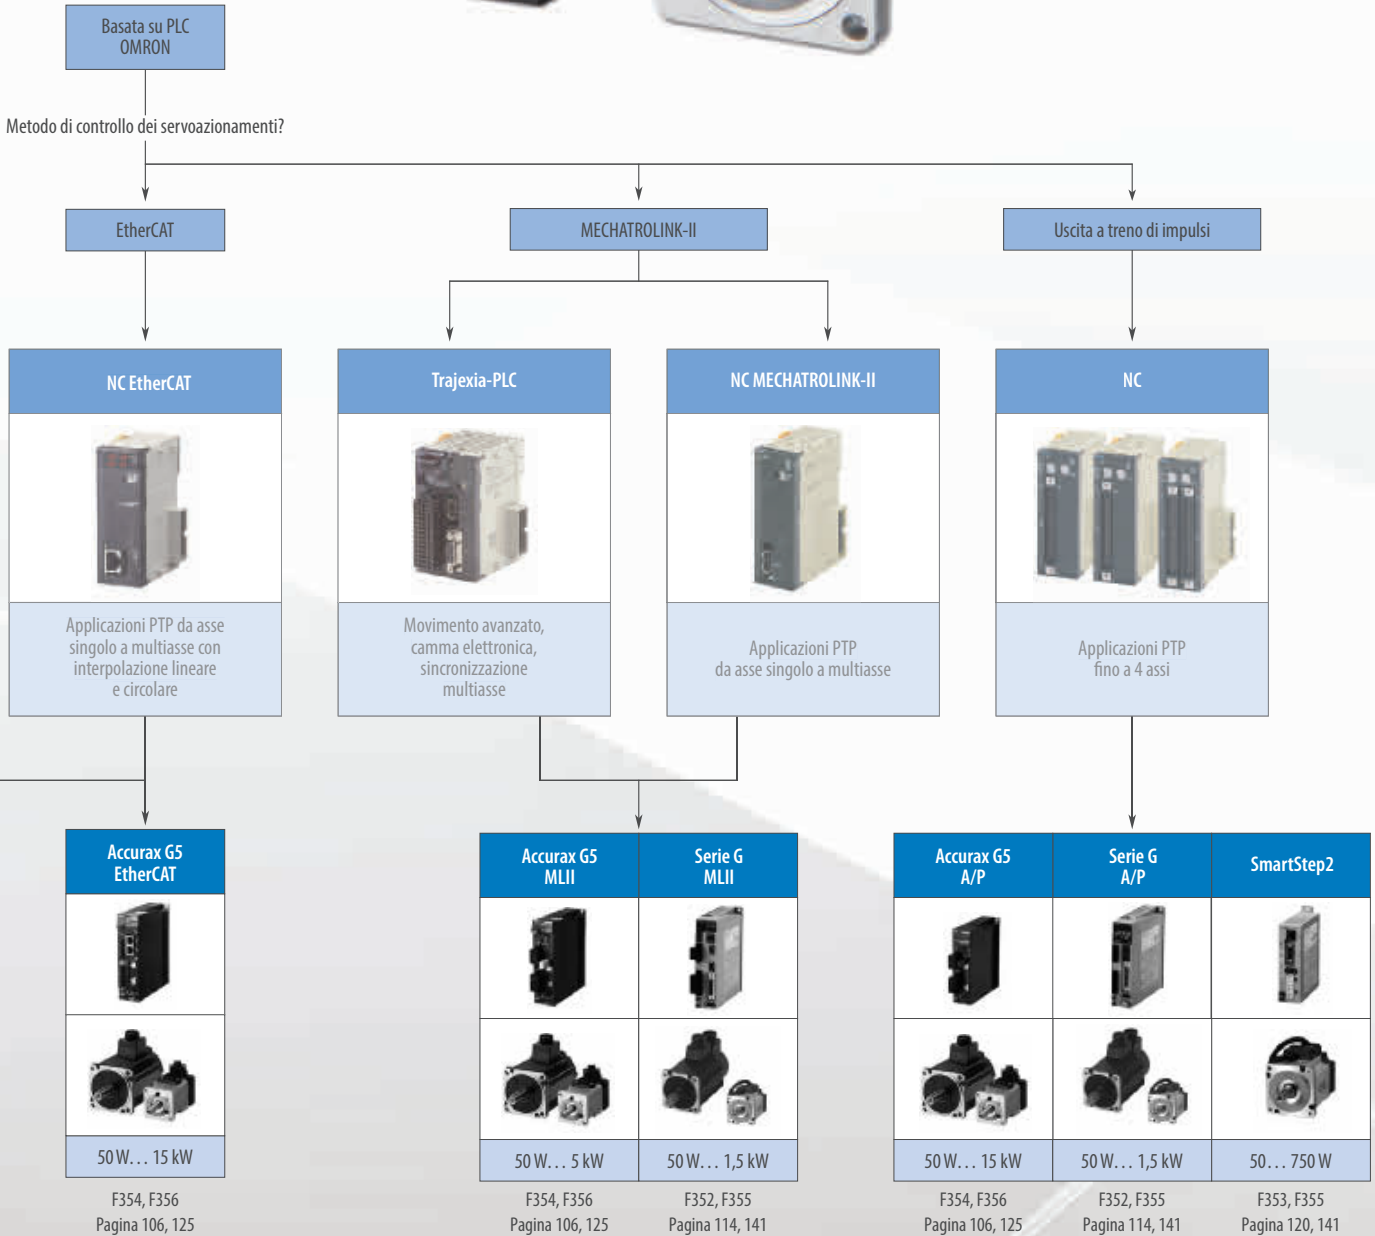 Basata su PLC
OMRON
Metodo di controllo dei servoazionamenti?
EtherCAT
MECHATROLINK-II
Uscita a treno di impulsi
NC EtherCAT
Trajexia-PLC
NC MECHATROLINK-II
NC
Applicazioni PTP da asse
singolo a multiasse con
interpolazione lineare
e circolare
Movimento avanzato,
camma elettronica,
sincronizzazione
multiasse
Applicazioni PTP
da asse singolo a multiasse
Applicazioni PTP
fino a 4 assi
Accurax G5
EtherCAT
Accurax G5
MLII
Serie G
MLII
Accurax G5
A/P
Serie G
A/P
SmartStep2
50 W... 15 kW
50 W... 5 kW
50 W... 1,5 kW
50 W... 15 kW
50 W... 1,5 kW
50... 750 W
F354, F356
Pagina 106, 125
F354, F356
Pagina 106, 125
F352, F355
Pagina 114, 141
F354, F356
Pagina 106, 125
F352, F355
Pagina 114, 141
F353, F355
Pagina 120, 141